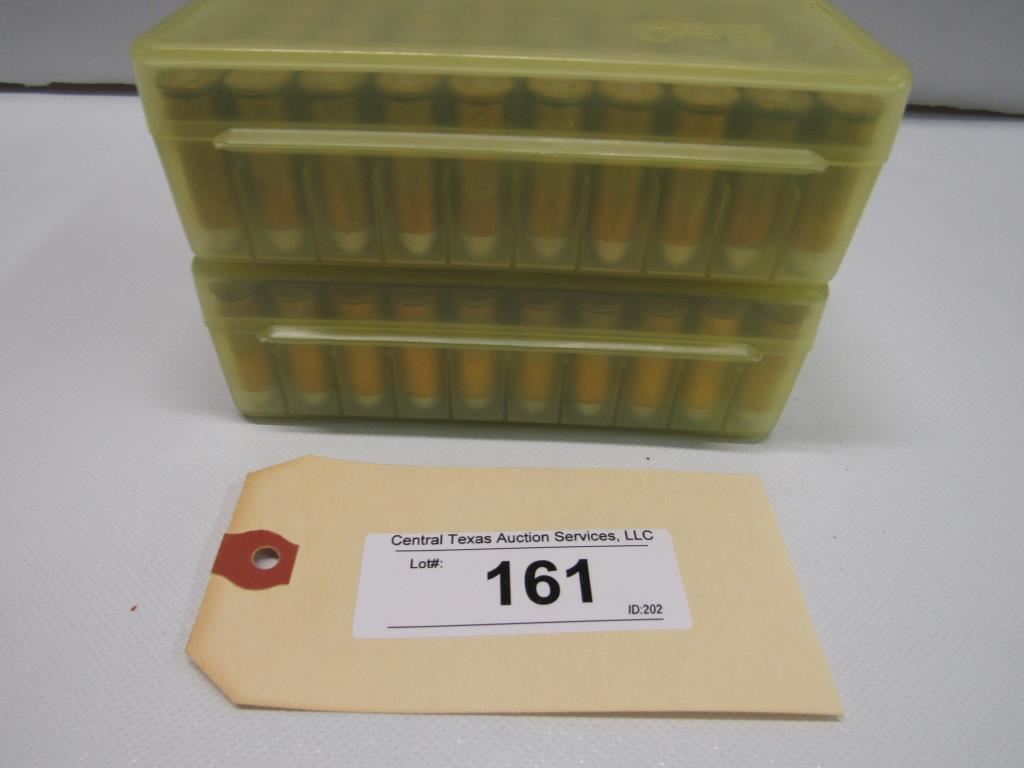 Central Texas Auction Services, LLC
Lot#:
161
ID:202